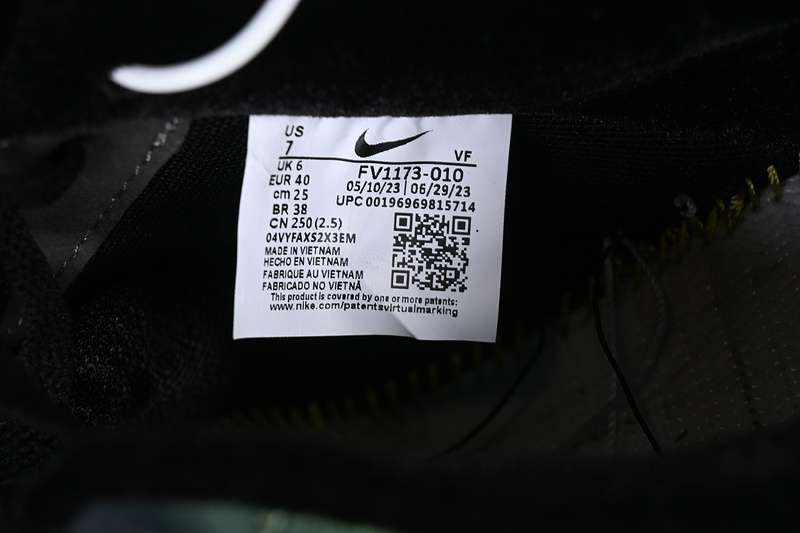 US
7
VF
UK 6
FV1173-010
EUR 40
05/10/23 | 06/29/23
cm 25
UPC 00196969815714
BR 38
CN 250 (2.5)
04VYFAXS2X3EM
MADE IN VIETNAM
HECHO EN VIETNAM
FABRIQUE AU VIETNAM
FABRICADO NO VIETNÃ
This product is covered by one or more patents:
www.nike.com/patentsvirtualmarking